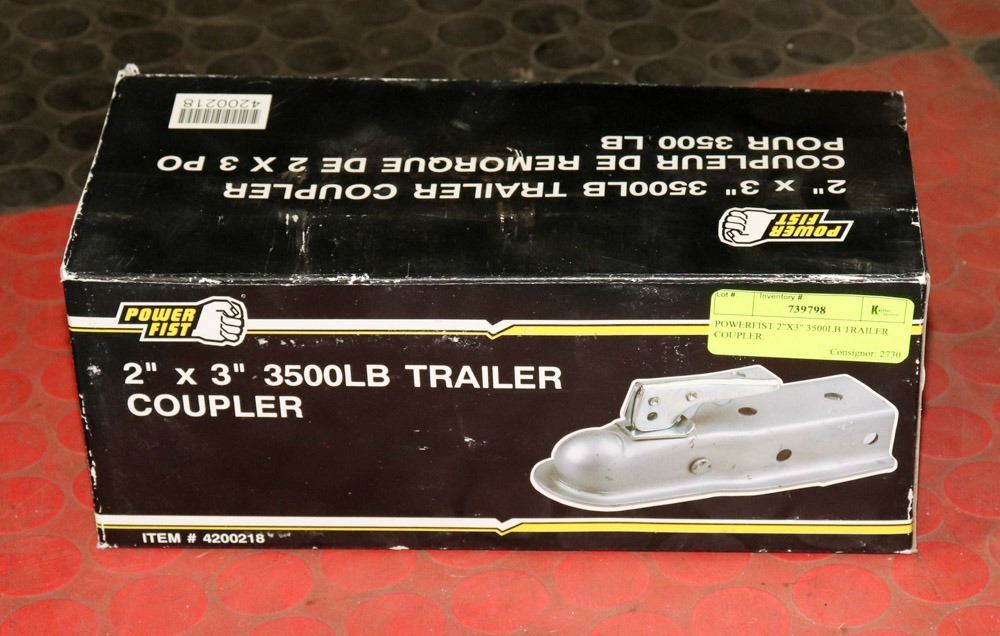 4200218
2" x 3" 3500LB TRAILER COUPLER
COUPLEUR DE REMORQUE DE 2 X 3 PO
POUR 3500 LB
POWER
FIST
POWER
FIST
2" x 3" 3500LB TRAILER
COUPLER
ITEM # 4200218
Lot # Inventory #
739798
POWERFIST 2"X3" 3500LB TRAILER
COUPLER
Consignor: 2730